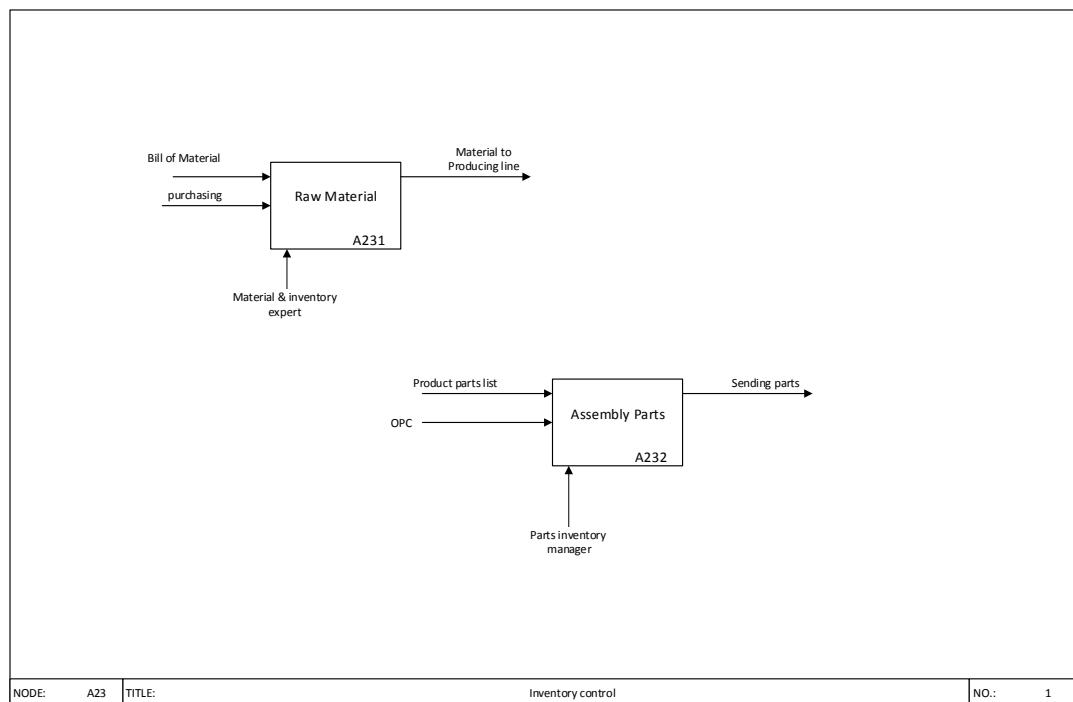 Bill of Material
purchasing
Material to
Producing line
Raw Material
A231
Material & inventory
expert
Product parts list
OPC
Sending parts
Assembly Parts
A232
Parts inventory
manager
NODE: A23 TITLE: Inventory control NO.: 1